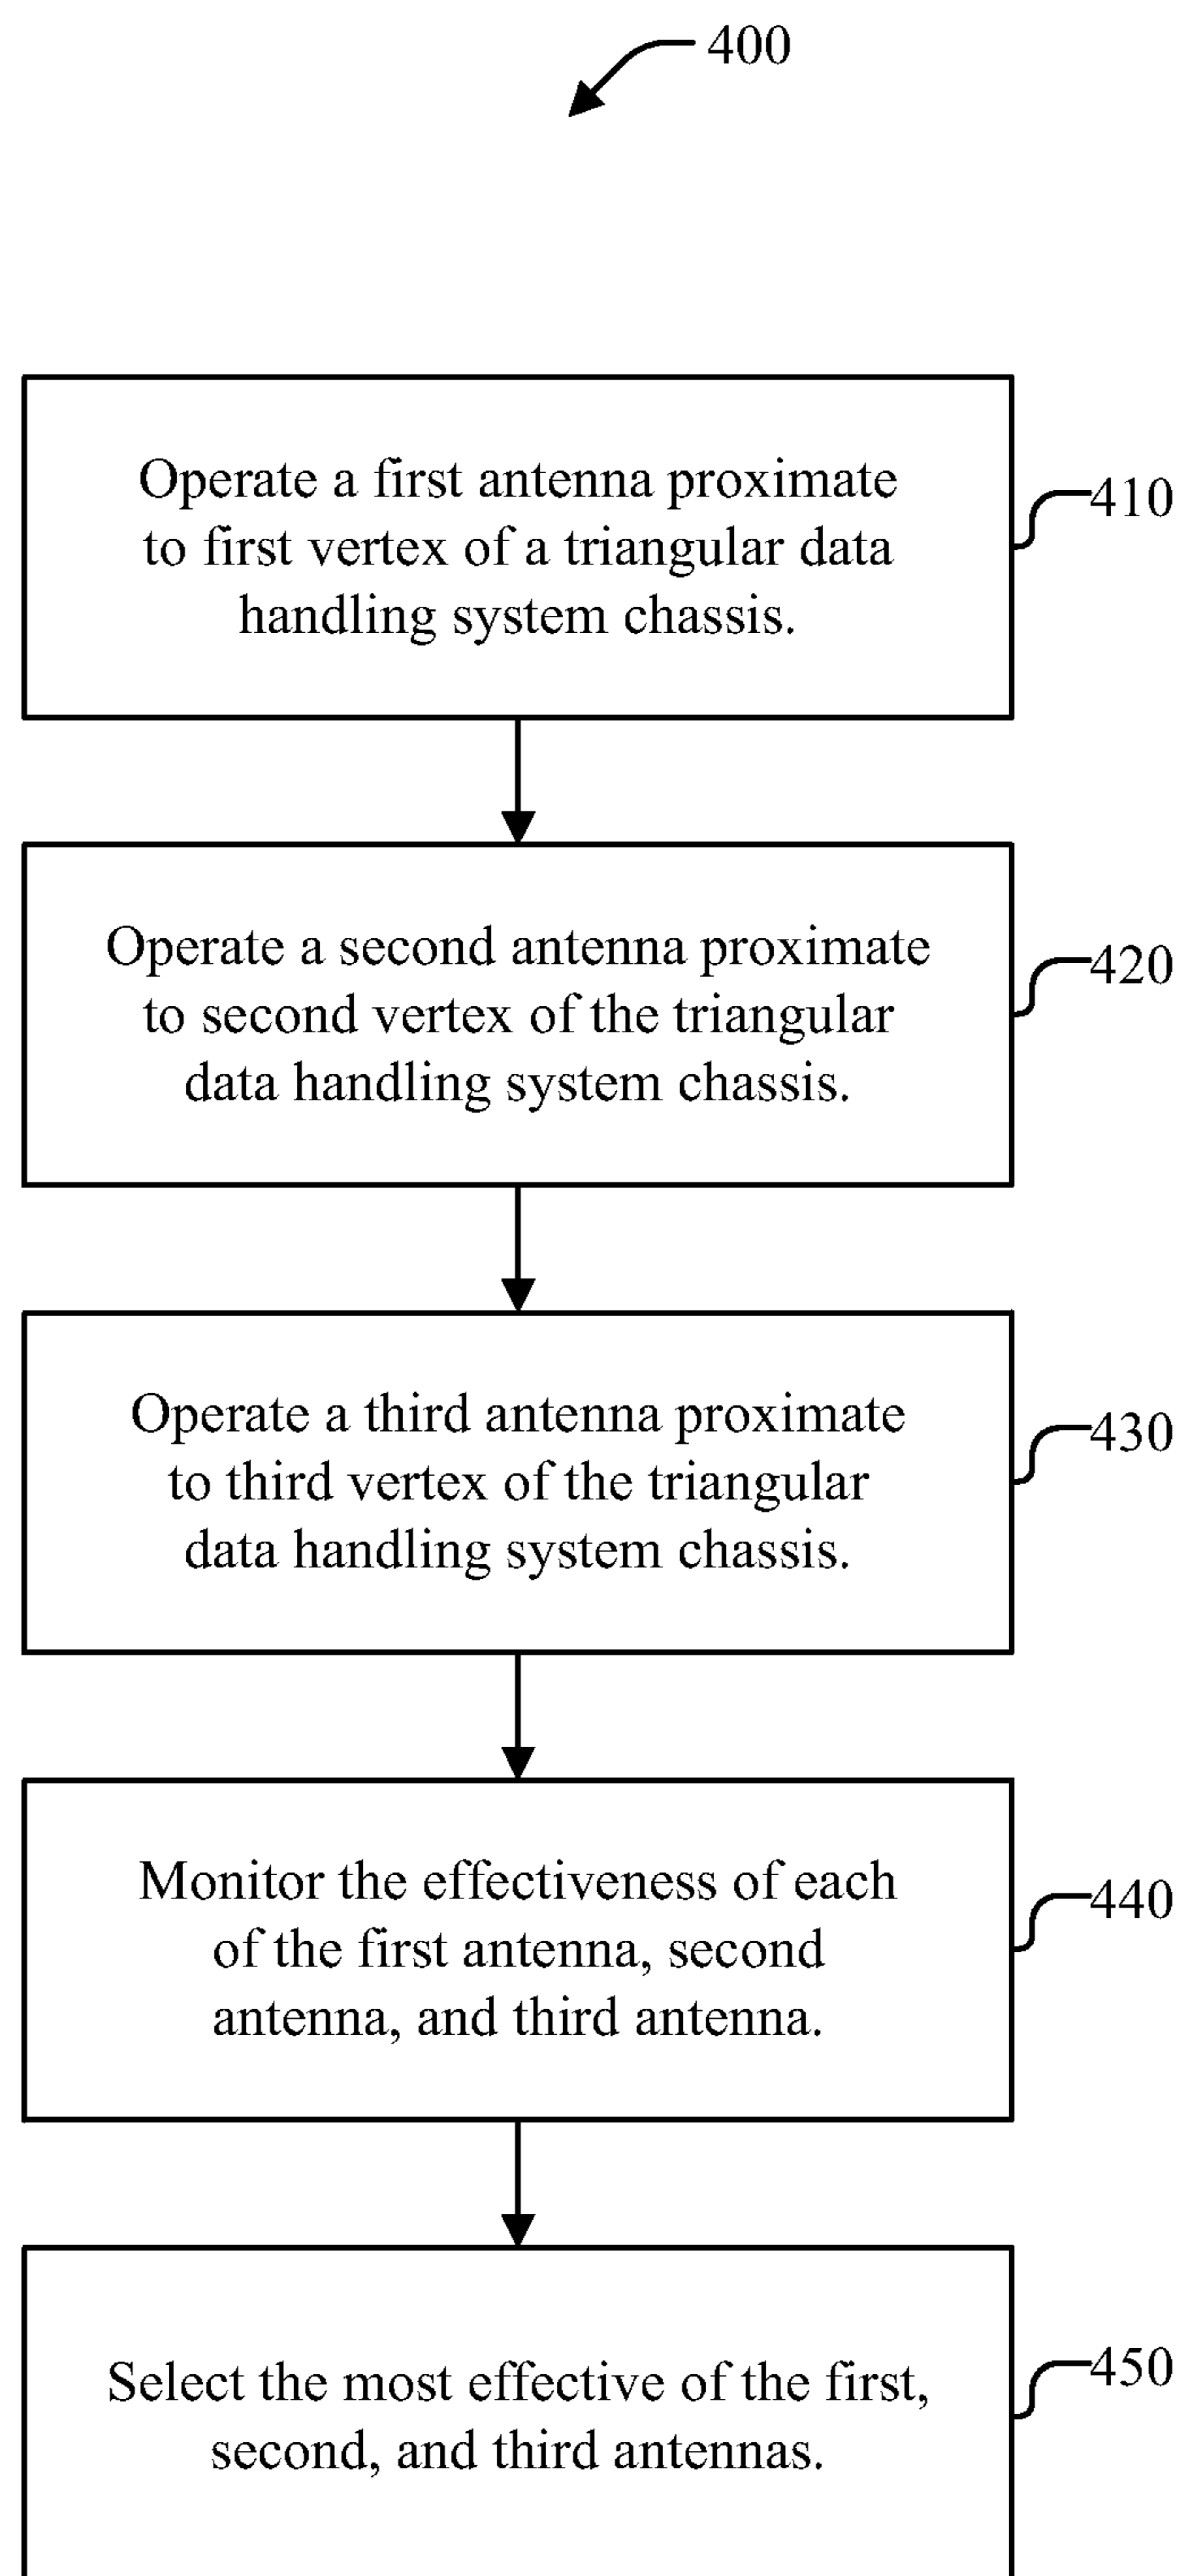 400
Operate a first antenna proximate
to first vertex of a triangular data
handling system chassis.
410
Operate a second antenna proximate
to second vertex of the triangular
data handling system chassis.
420
Operate a third antenna proximate
to third vertex of the triangular
data handling system chassis.
430
Monitor the effectiveness of each
of the first antenna, second
antenna, and third antenna.
440
Select the most effective of the first,
second, and third antennas.
450